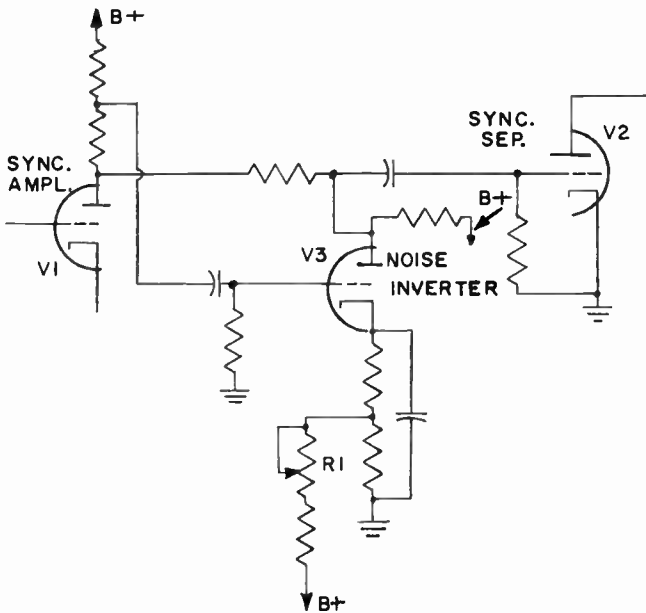 B+
SYNC.
AMPL.
V1
SYNC.
SEP.
V2
B+
V3
NOISE
INVERTER
R1
B+